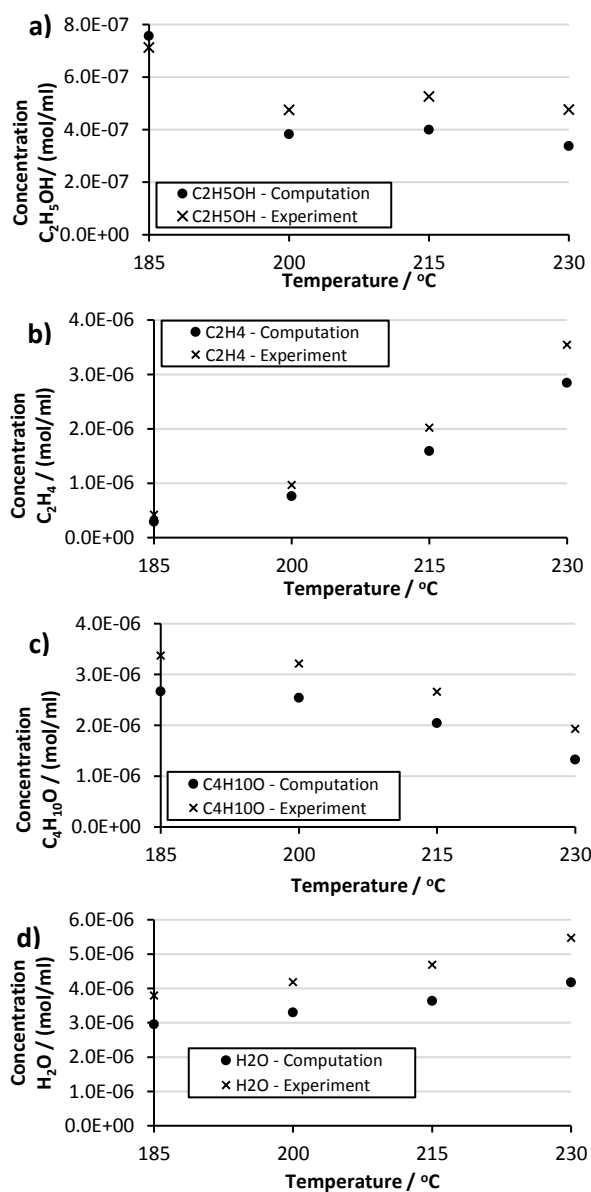 a)
Concentration
C₂H₅OH/ (mol/ml)
8.0E-07
6.0E-07
4.0E-07
2.0E-07
0.0E+00
C2H5OH - Computation
C2H5OH - Experiment
185 200 215 230
Temperature / ᵒC
b)
Concentration
C₂H₄ / (mol/ml)
4.0E-06
3.0E-06
2.0E-06
1.0E-06
0.0E+00
C2H4 - Computation
C2H4 - Experiment
185 200 215 230
Temperature / ᵒC
c)
Concentration
C₄H₁₀O / (mol/ml)
4.0E-06
3.0E-06
2.0E-06
1.0E-06
0.0E+00
C4H10O - Computation
C4H10O - Experiment
185 200 215 230
Temperature / ᵒC
d)
Concentration
H₂O / (mol/ml)
6.0E-06
5.0E-06
4.0E-06
3.0E-06
2.0E-06
1.0E-06
0.0E+00
H2O - Computation
H2O - Experiment
185 200 215 230
Temperature / ᵒC